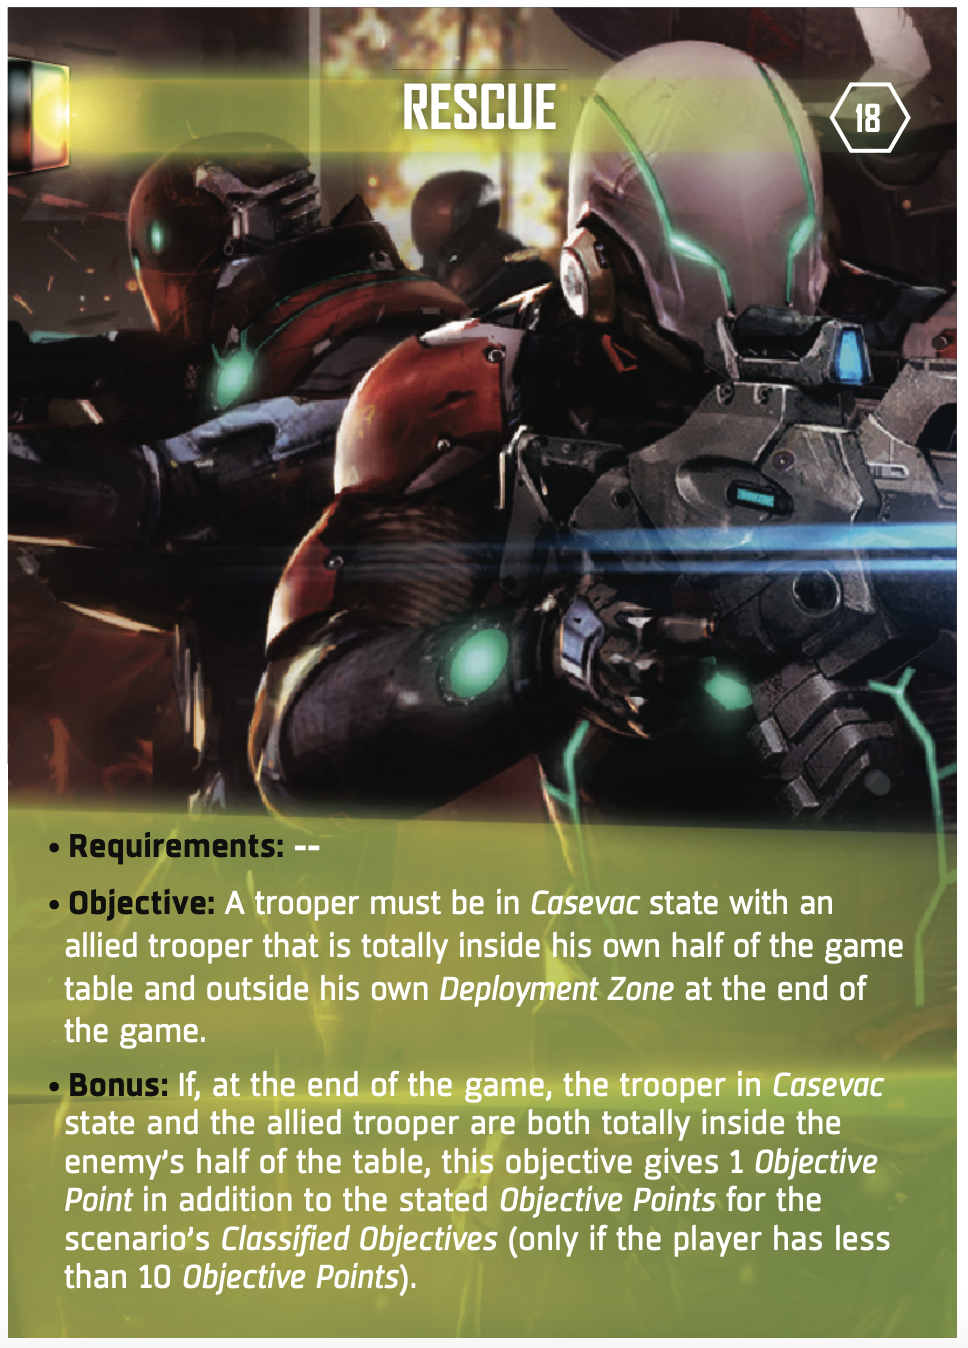 RESCUE
18
• Requirements: --
• Objective: A trooper must be in Casevac state with an
allied trooper that is totally inside his own half of the game
table and outside his own Deployment Zone at the end of
the game.
• Bonus: If, at the end of the game, the trooper in Casevac
state and the allied trooper are both totally inside the
enemy’s half of the table, this objective gives 1 Objective
Point in addition to the stated Objective Points for the
scenario’s Classified Objectives (only if the player has less
than 10 Objective Points).